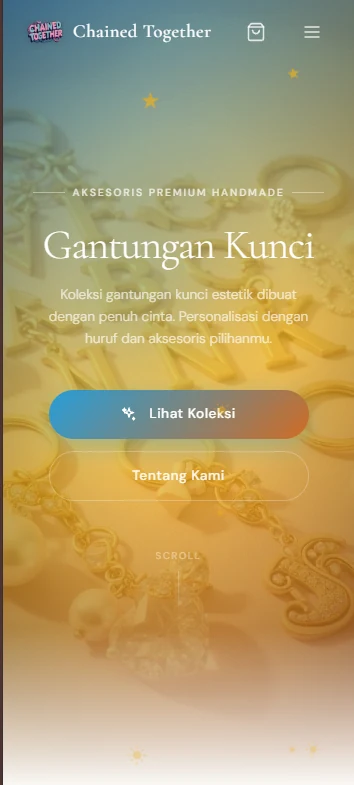 CHAINED
TOGETHER
Chained Together
AKSESORIS PREMIUM HANDMADE
Gantungan Kunci
Koleksi gantungan kunci estetik dibuat
dengan penuh cinta. Personalisasi dengan
huruf dan aksesoris pilihanmu.
Lihat Koleksi
Tentang Kami
SCROLL